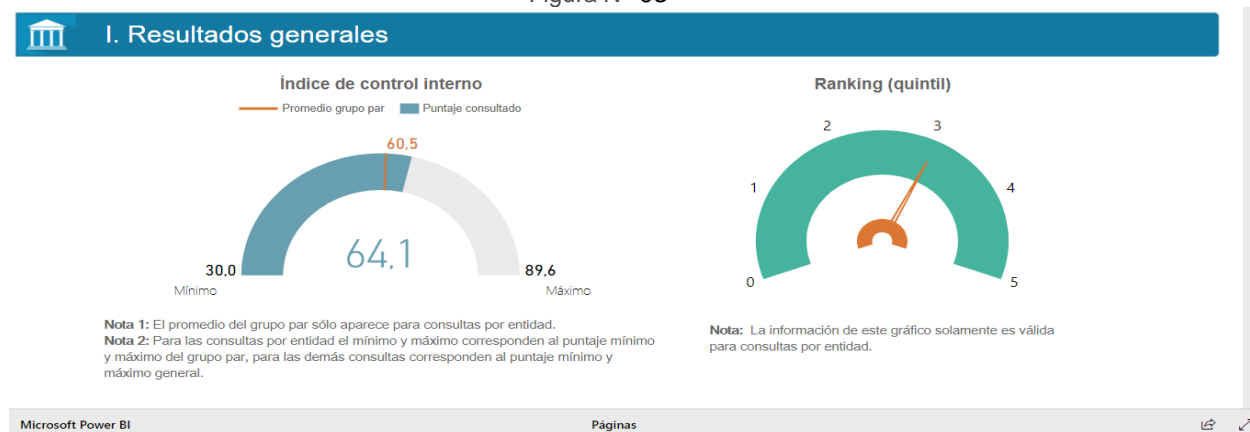 I. Resultados generales
Índice de control interno
Promedio grupo par
Puntaje consultado
60,5
64,1
30,0
Mínimo
89,6
Máximo
Nota 1: El promedio del grupo par sólo aparece para consultas por entidad.
Nota 2: Para las consultas por entidad el mínimo y máximo corresponden al puntaje mínimo
y máximo del grupo par, para las demás consultas corresponden al puntaje mínimo y
máximo general.
Ranking (quintil)
0
1
2
3
4
5
Nota: La información de este gráfico solamente es válida
para consultas por entidad.
Microsoft Power BI
Páginas